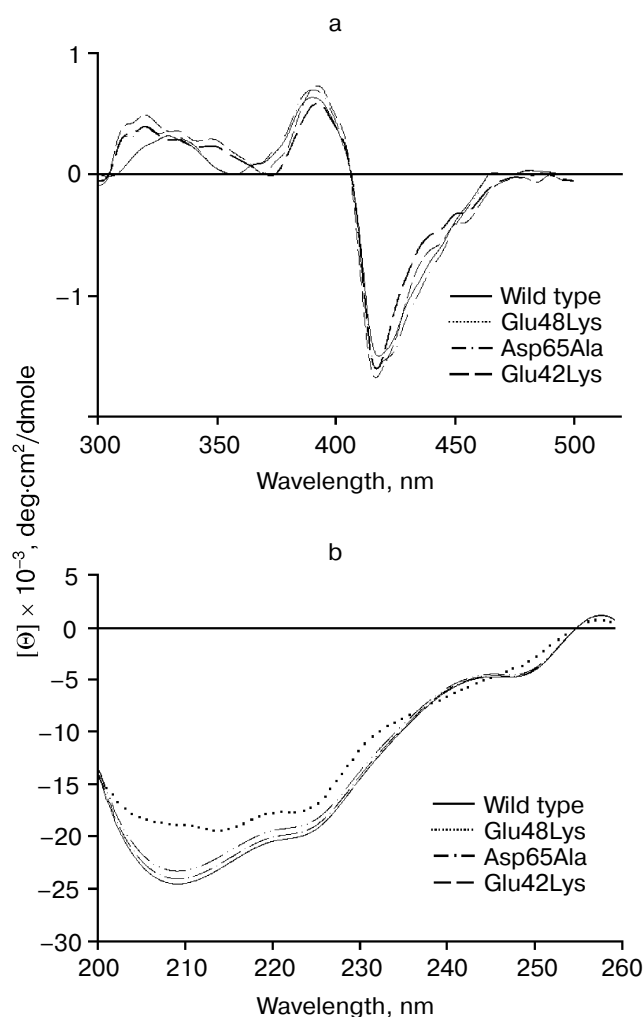 a
1
0
−1
Wild type
Glu48Lys
Asp65Ala
Glu42Lys
300 350 400 450 500
Wavelength, nm
[Θ] × 10⁻³, deg·cm²/dmole
b
5
0
−5
−10
−15
−20
−25
−30
Wild type
Glu48Lys
Asp65Ala
Glu42Lys
200 210 220 230 240 250 260
Wavelength, nm